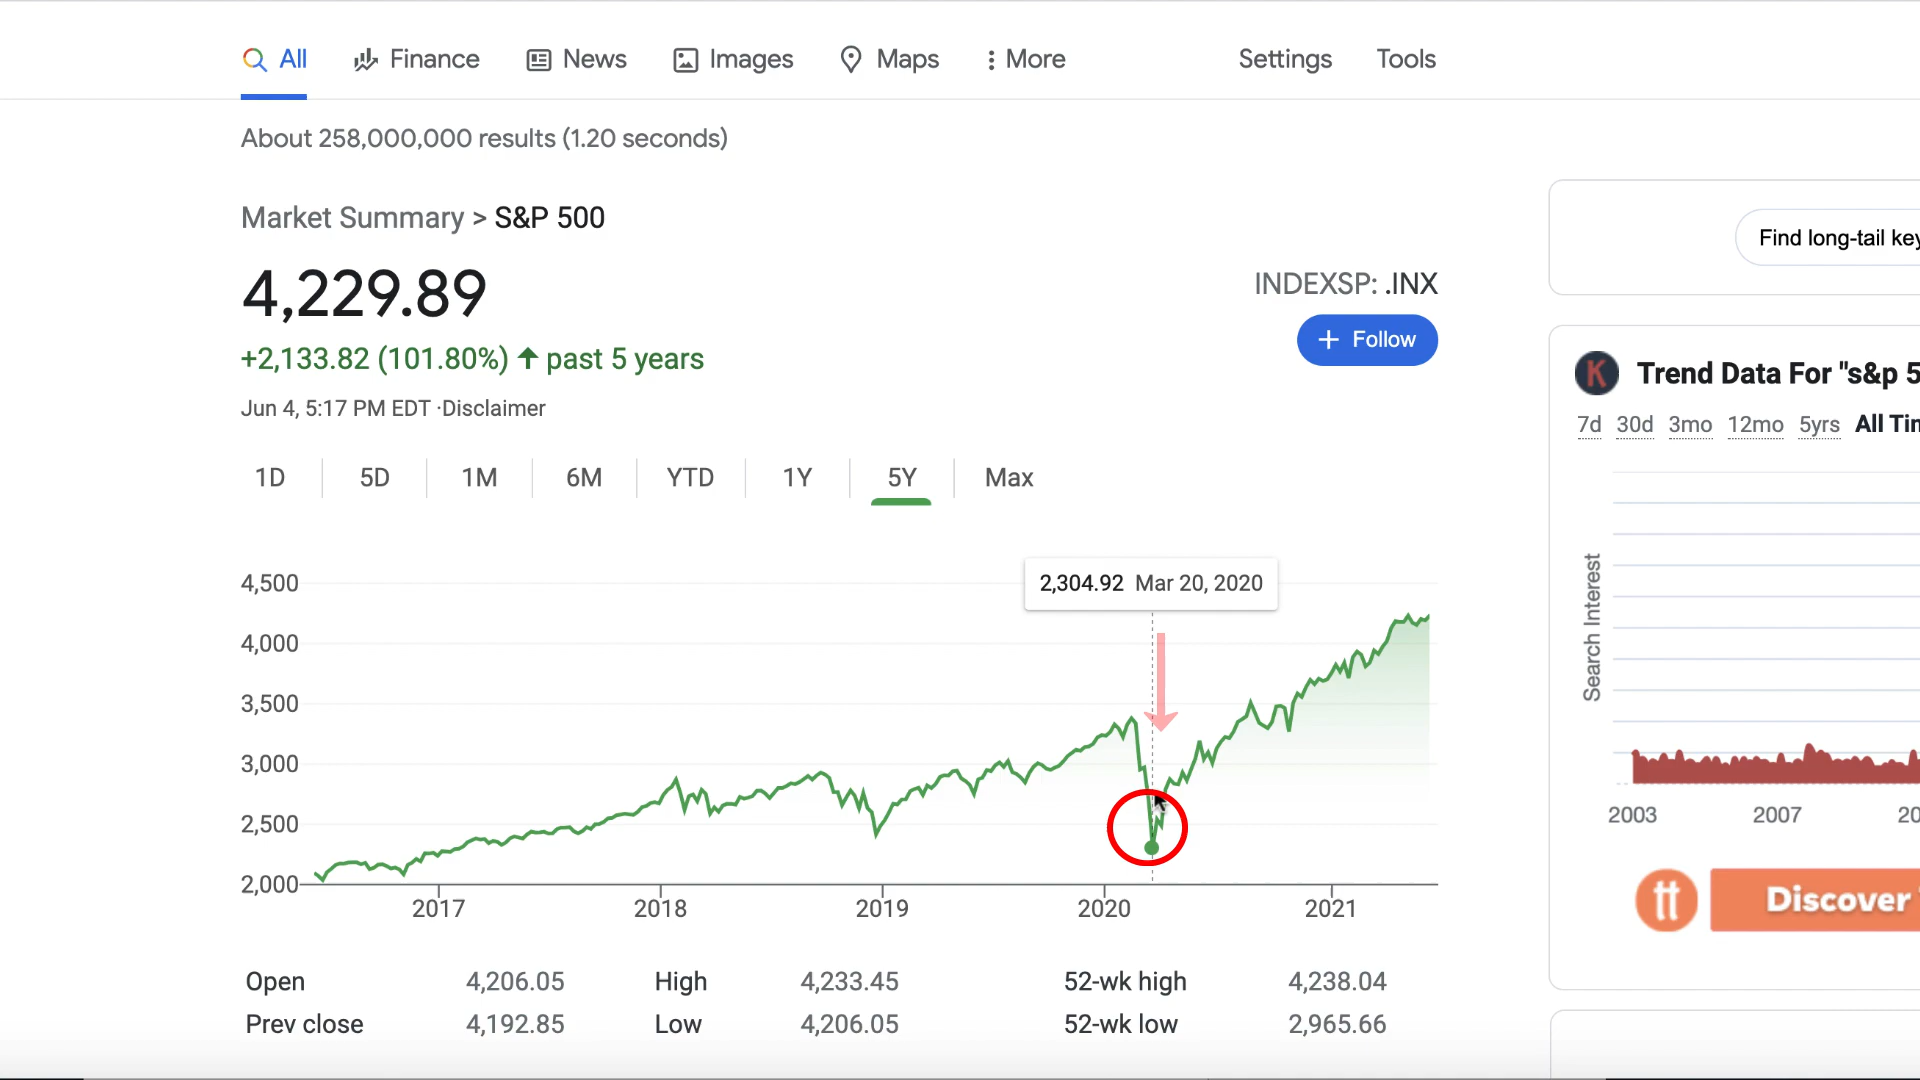 All Finance News Images Maps More Settings Tools
About 258,000,000 results (1.20 seconds)
Market Summary > S&P 500
4,229.89
INDEXSP: .INX
+ Follow
+2,133.82 (101.80%) ↑ past 5 years
Jun 4, 5:17 PM EDT ·Disclaimer
1D 5D 1M 6M YTD 1Y 5Y Max
2,304.92 Mar 20, 2020
4,500
4,000
3,500
3,000
2,500
2,000
2017 2018 2019 2020 2021
Open 4,206.05 High 4,233.45 52-wk high 4,238.04
Prev close 4,192.85 Low 4,206.05 52-wk low 2,965.66
Find long-tail
K
Trend Data For "s&p
7d 30d 3mo 12mo 5yrs All
Search Interest
2003 2007
tt
Discover